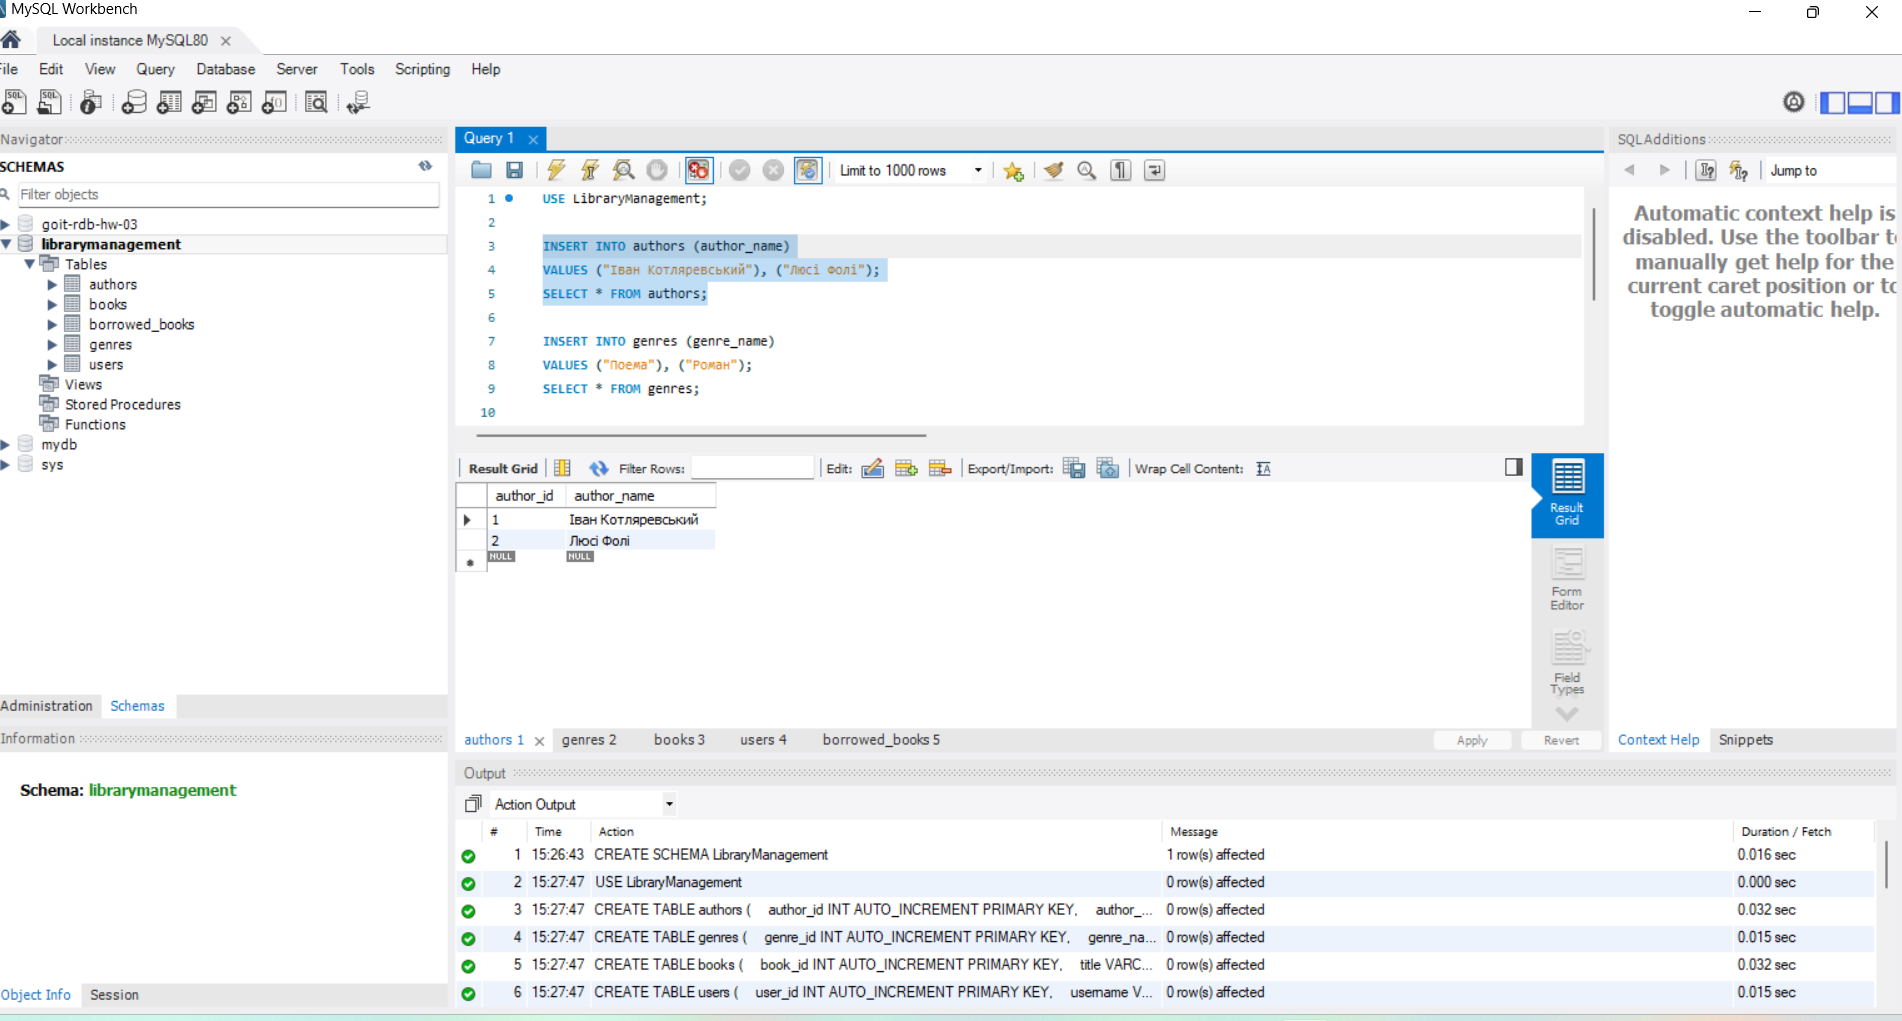 MySQL Workbench
Local instance MySQL80
File Edit View Query Database Server Tools Scripting Help
Navigator
SCHEMAS
Filter objects
goit-rdb-hw-03
librarymanagement
Tables
authors
books
borrowed_books
genres
users
Views
Stored Procedures
Functions
mydb
sys
Administration Schemas
Information
Schema: librarymanagement
Object Info Session
Query 1
Limit to 1000 rows
1 USE LibraryManagement;
2
3 INSERT INTO authors (author_name)
4 VALUES ("Іван Котляревський"), ("Люсі Фолі");
5 SELECT * FROM authors;
6
7 INSERT INTO genres (genre_name)
8 VALUES ("Поема"), ("Роман");
9 SELECT * FROM genres;
10
Result Grid Filter Rows: Edit: Export/Import: Wrap Cell Content:
author_id author_name
1 Іван Котляревський
2 Люсі Фолі
NULL NULL
Result Grid
Form Editor
Field Types
authors 1 genres 2 books 3 users 4 borrowed_books 5
Apply Revert
Output
Action Output
# Time Action Message Duration / Fetch
1 15:26:43 CREATE SCHEMA LibraryManagement 1 row(s) affected 0.016 sec
2 15:27:47 USE LibraryManagement 0 row(s) affected 0.000 sec
3 15:27:47 CREATE TABLE authors ( author_id INT AUTO_INCREMENT PRIMARY KEY, author_... 0 row(s) affected 0.032 sec
4 15:27:47 CREATE TABLE genres ( genre_id INT AUTO_INCREMENT PRIMARY KEY, genre_na... 0 row(s) affected 0.015 sec
5 15:27:47 CREATE TABLE books ( book_id INT AUTO_INCREMENT PRIMARY KEY, title VARC... 0 row(s) affected 0.032 sec
6 15:27:47 CREATE TABLE users ( user_id INT AUTO_INCREMENT PRIMARY KEY, username V... 0 row(s) affected 0.015 sec
SQLAdditions
Jump to
Automatic context help is
disabled. Use the toolbar t
manually get help for the
current caret position or to
toggle automatic help.
Context Help Snippets